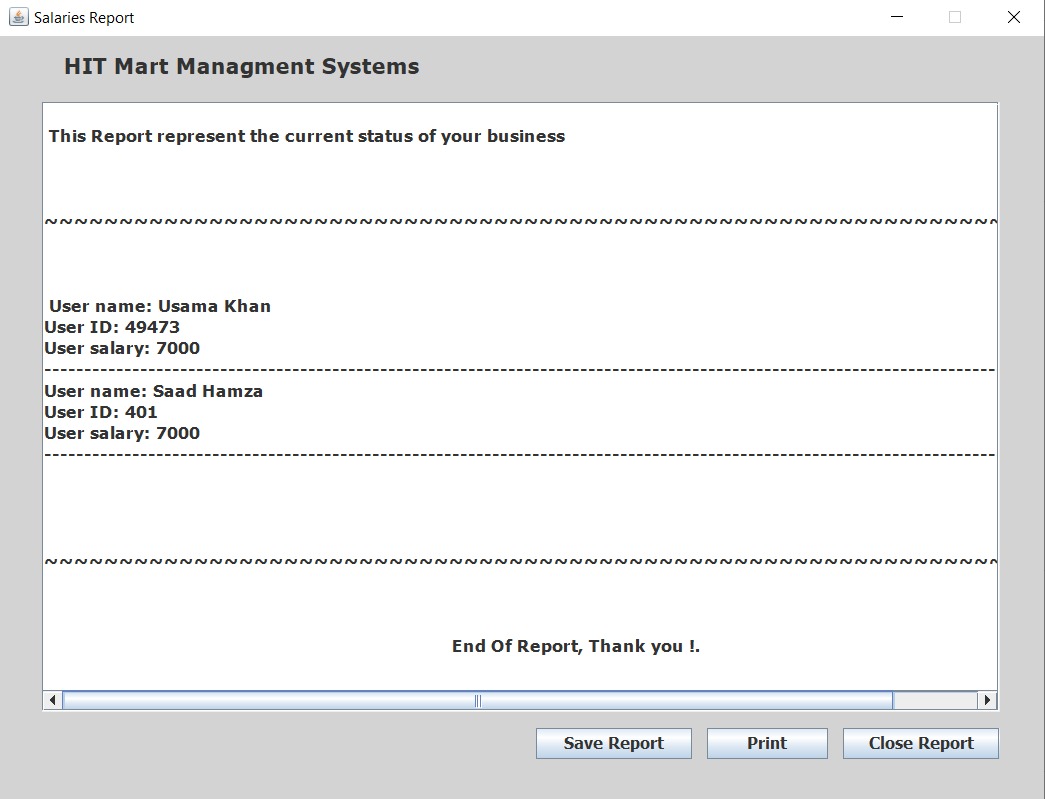 Salaries Report
HIT Mart Managment Systems
This Report represent the current status of your business
~~~~~~~~~~~~~~~~~~~~~~~~~~~~~~~~~~~~~~~~~~~~~~~~~~~~~~~~~~~~~~~~
User name: Usama Khan
User ID: 49473
User salary: 7000
--------------------------------------------------------------------------------------------------------------------
User name: Saad Hamza
User ID: 401
User salary: 7000
--------------------------------------------------------------------------------------------------------------------
~~~~~~~~~~~~~~~~~~~~~~~~~~~~~~~~~~~~~~~~~~~~~~~~~~~~~~~~~~~~~~~~
End Of Report, Thank you !.
Save Report
Print
Close Report